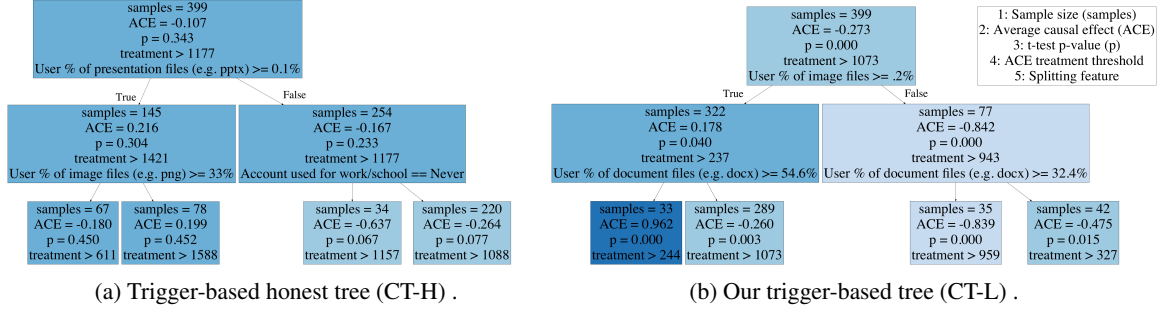 samples = 399
ACE = -0.107
p = 0.343
treatment > 1177
User % of presentation files (e.g. pptx) >= 0.1%
True
False
samples = 145
ACE = 0.216
p = 0.304
treatment > 1421
User % of image files (e.g. png) >= 33%
samples = 254
ACE = -0.167
p = 0.233
treatment > 1177
Account used for work/school == Never
samples = 67
ACE = -0.180
p = 0.450
treatment > 611
samples = 78
ACE = 0.199
p = 0.452
treatment > 1588
samples = 34
ACE = -0.637
p = 0.067
treatment > 1157
samples = 220
ACE = -0.264
p = 0.077
treatment > 1088
(a) Trigger-based honest tree (CT-H) .
samples = 399
ACE = -0.273
p = 0.000
treatment > 1073
User % of image files >= .2%
1: Sample size (samples)
2: Average causal effect (ACE)
3: t-test p-value (p)
4: ACE treatment threshold
5: Splitting feature
True
False
samples = 322
ACE = 0.178
p = 0.040
treatment > 237
User % of document files (e.g. docx) >= 54.6%
samples = 77
ACE = -0.842
p = 0.000
treatment > 943
User % of document files (e.g. docx) >= 32.4%
samples = 33
ACE = 0.962
p = 0.000
treatment > 244
samples = 289
ACE = -0.260
p = 0.003
treatment > 1073
samples = 35
ACE = -0.839
p = 0.000
treatment > 959
samples = 42
ACE = -0.475
p = 0.015
treatment > 327
(b) Our trigger-based tree (CT-L) .